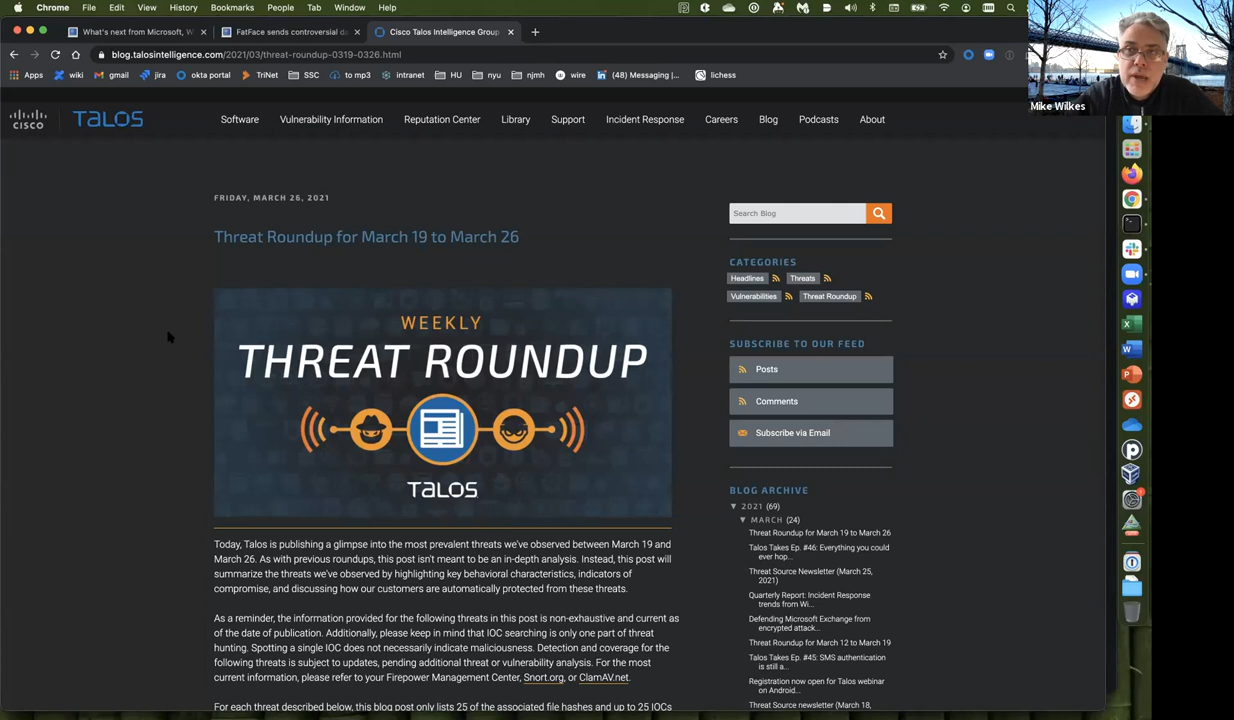 Chrome File Edit View History Bookmarks People Tab Window Help
What's next from Microsoft, W
FatFace sends controversial da
Cisco Talos Intelligence Group
blog.talosintelligence.com/2021/03/threat-roundup-0319-0326.html
Apps wiki gmail jira okta portal TriNet SSC to mp3 intranet HU nyu njmh wire (48) Messaging |... lichess
Mike Wilkes
CISCO TALOS
Software Vulnerability Information Reputation Center Library Support Incident Response Careers Blog Podcasts About
FRIDAY, MARCH 26, 2021
Threat Roundup for March 19 to March 26
WEEKLY
THREAT ROUNDUP
TALOS
Today, Talos is publishing a glimpse into the most prevalent threats we've observed between March 19 and
March 26. As with previous roundups, this post isn't meant to be an in-depth analysis. Instead, this post will
summarize the threats we've observed by highlighting key behavioral characteristics, indicators of
compromise, and discussing how our customers are automatically protected from these threats.
As a reminder, the information provided for the following threats in this post is non-exhaustive and current as
of the date of publication. Additionally, please keep in mind that IOC searching is only one part of threat
hunting. Spotting a single IOC does not necessarily indicate maliciousness. Detection and coverage for the
following threats is subject to updates, pending additional threat or vulnerability analysis. For the most
current information, please refer to your Firepower Management Center, Snort.org, or ClamAV.net.
For each threat described below, this blog post only lists 25 of the associated file hashes and up to 25 IOCs
Search Blog
CATEGORIES
Headlines Threats
Vulnerabilities Threat Roundup
SUBSCRIBE TO OUR FEED
Posts
Comments
Subscribe via Email
BLOG ARCHIVE
▼ 2021 (69)
▼ MARCH (24)
Threat Roundup for March 19 to March 26
Talos Takes Ep. #46: Everything you could
ever hop...
Threat Source Newsletter (March 25,
2021)
Quarterly Report: Incident Response
trends from Wi...
Defending Microsoft Exchange from
encrypted attack...
Threat Roundup for March 12 to March 19
Talos Takes Ep. #45: SMS authentication
is still a...
Registration now open for Talos webinar
on Android...
Threat Source newsletter (March 18,